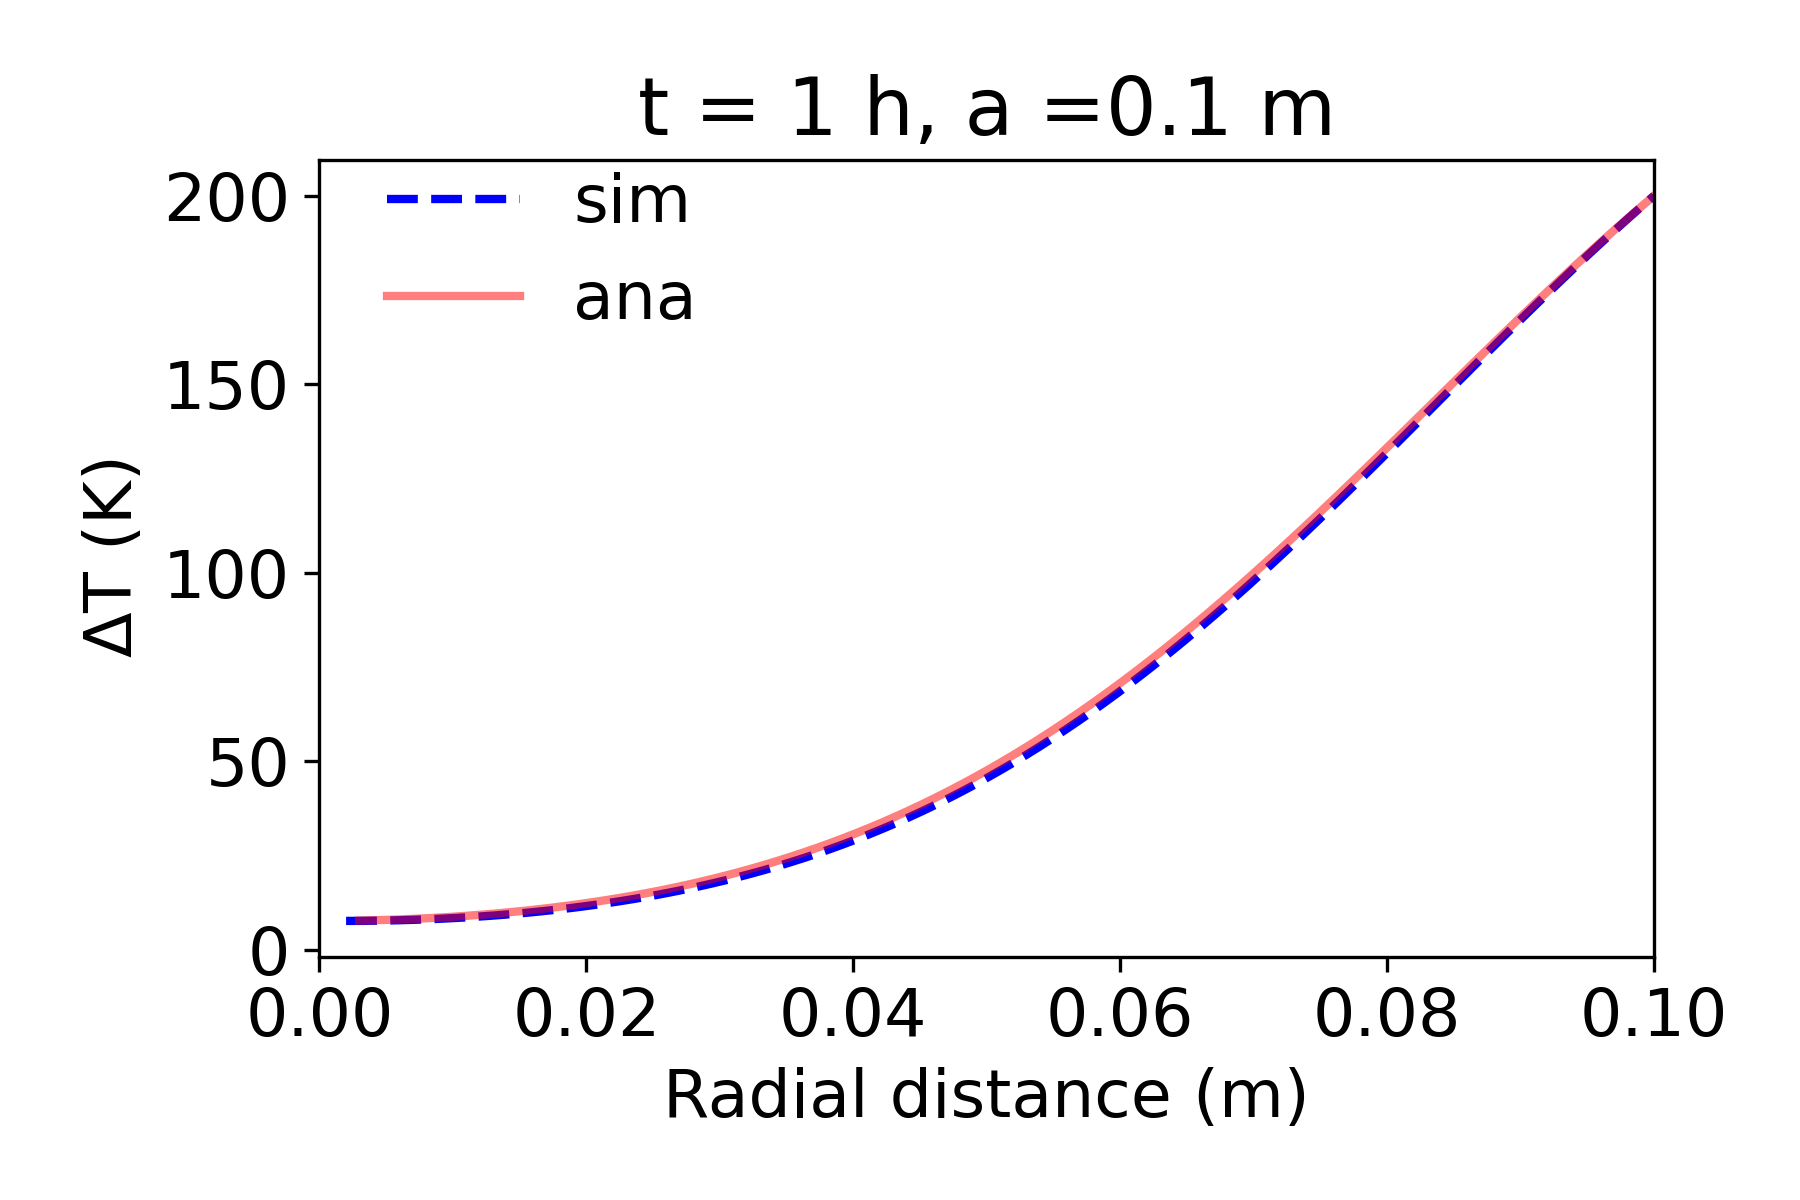 t = 1 h, a =0.1 m
sim
ana
200
150
100
50
0
ΔT (K)
0.00 0.02 0.04 0.06 0.08 0.10
Radial distance (m)